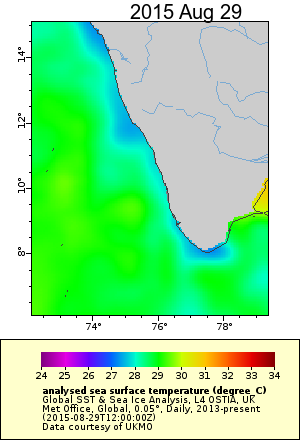 2015 Aug 29
14°
12°
10°
8°
74° 76° 78°
24 25 26 27 28 29 30 31 32 33 34
analysed sea surface temperature (degree_C)
Global SST & Sea Ice Analysis, L4 OSTIA, UK
Met Office, Global, 0.05°, Daily, 2013-present
(2015-08-29T12:00:00Z)
Data courtesy of UKMO